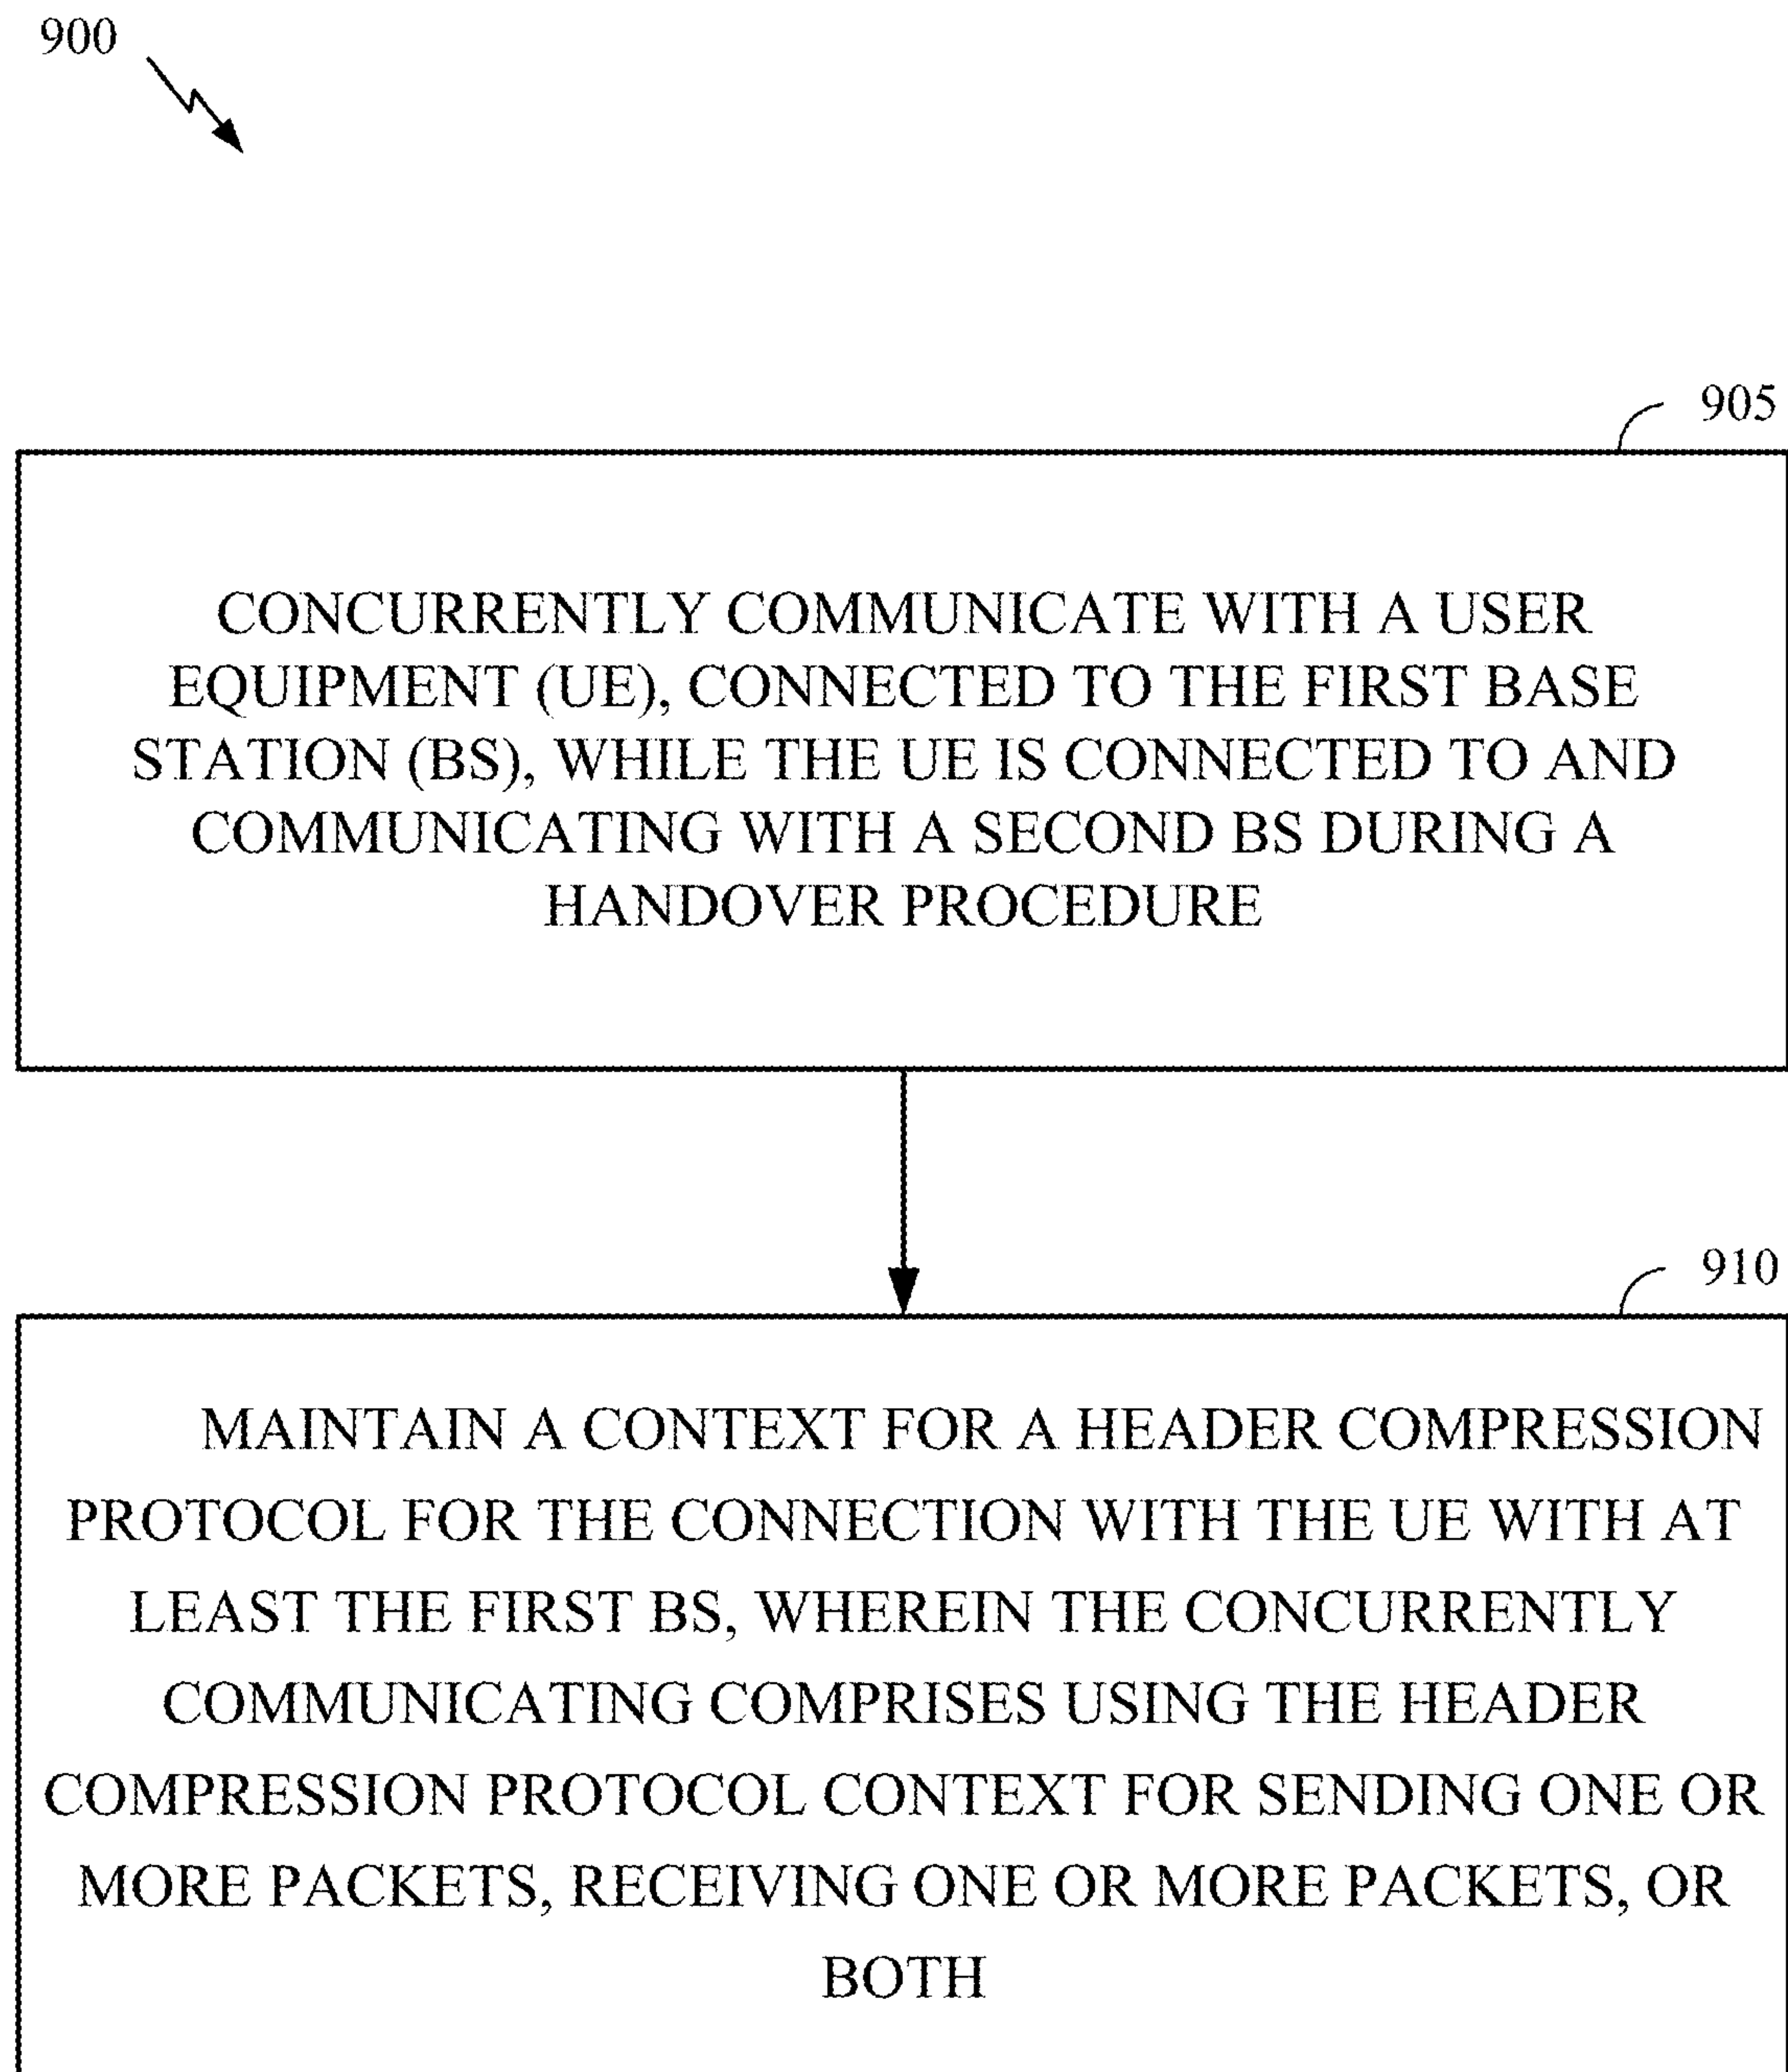 900
905
CONCURRENTLY COMMUNICATE WITH A USER
EQUIPMENT (UE), CONNECTED TO THE FIRST BASE
STATION (BS), WHILE THE UE IS CONNECTED TO AND
COMMUNICATING WITH A SECOND BS DURING A
HANDOVER PROCEDURE
910
MAINTAIN A CONTEXT FOR A HEADER COMPRESSION
PROTOCOL FOR THE CONNECTION WITH THE UE WITH AT
LEAST THE FIRST BS, WHEREIN THE CONCURRENTLY
COMMUNICATING COMPRISES USING THE HEADER
COMPRESSION PROTOCOL CONTEXT FOR SENDING ONE OR
MORE PACKETS, RECEIVING ONE OR MORE PACKETS, OR
BOTH